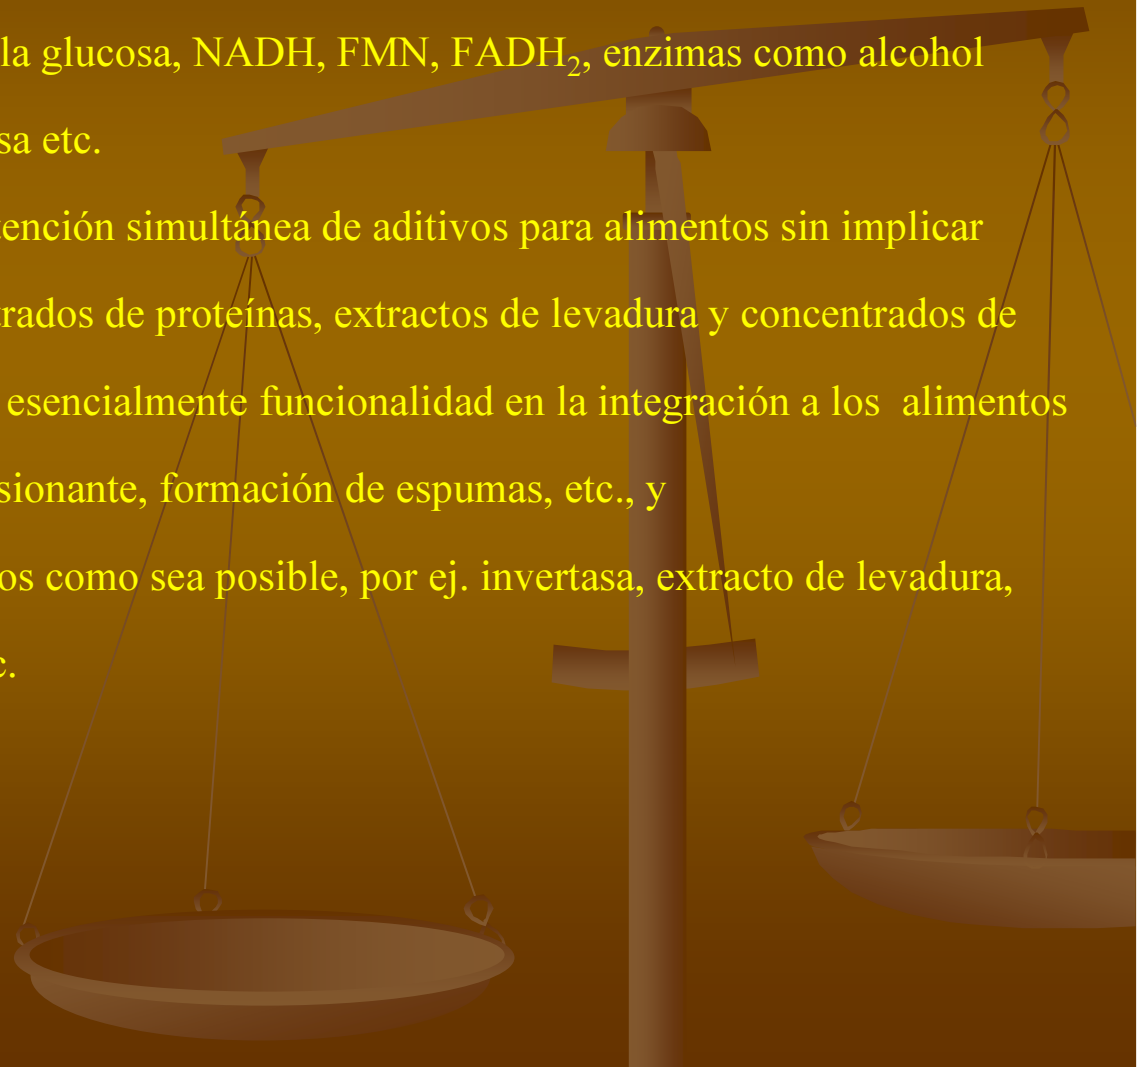 la glucosa, NADH, FMN, FADH₂, enzimas como alcohol
sa etc.
tención simultánea de aditivos para alimentos sin implicar
trados de proteínas, extractos de levadura y concentrados de
esencialmente funcionalidad en la integración a los alimentos
sionante, formación de espumas, etc., y
os como sea posible, por ej. invertasa, extracto de levadura,
c.